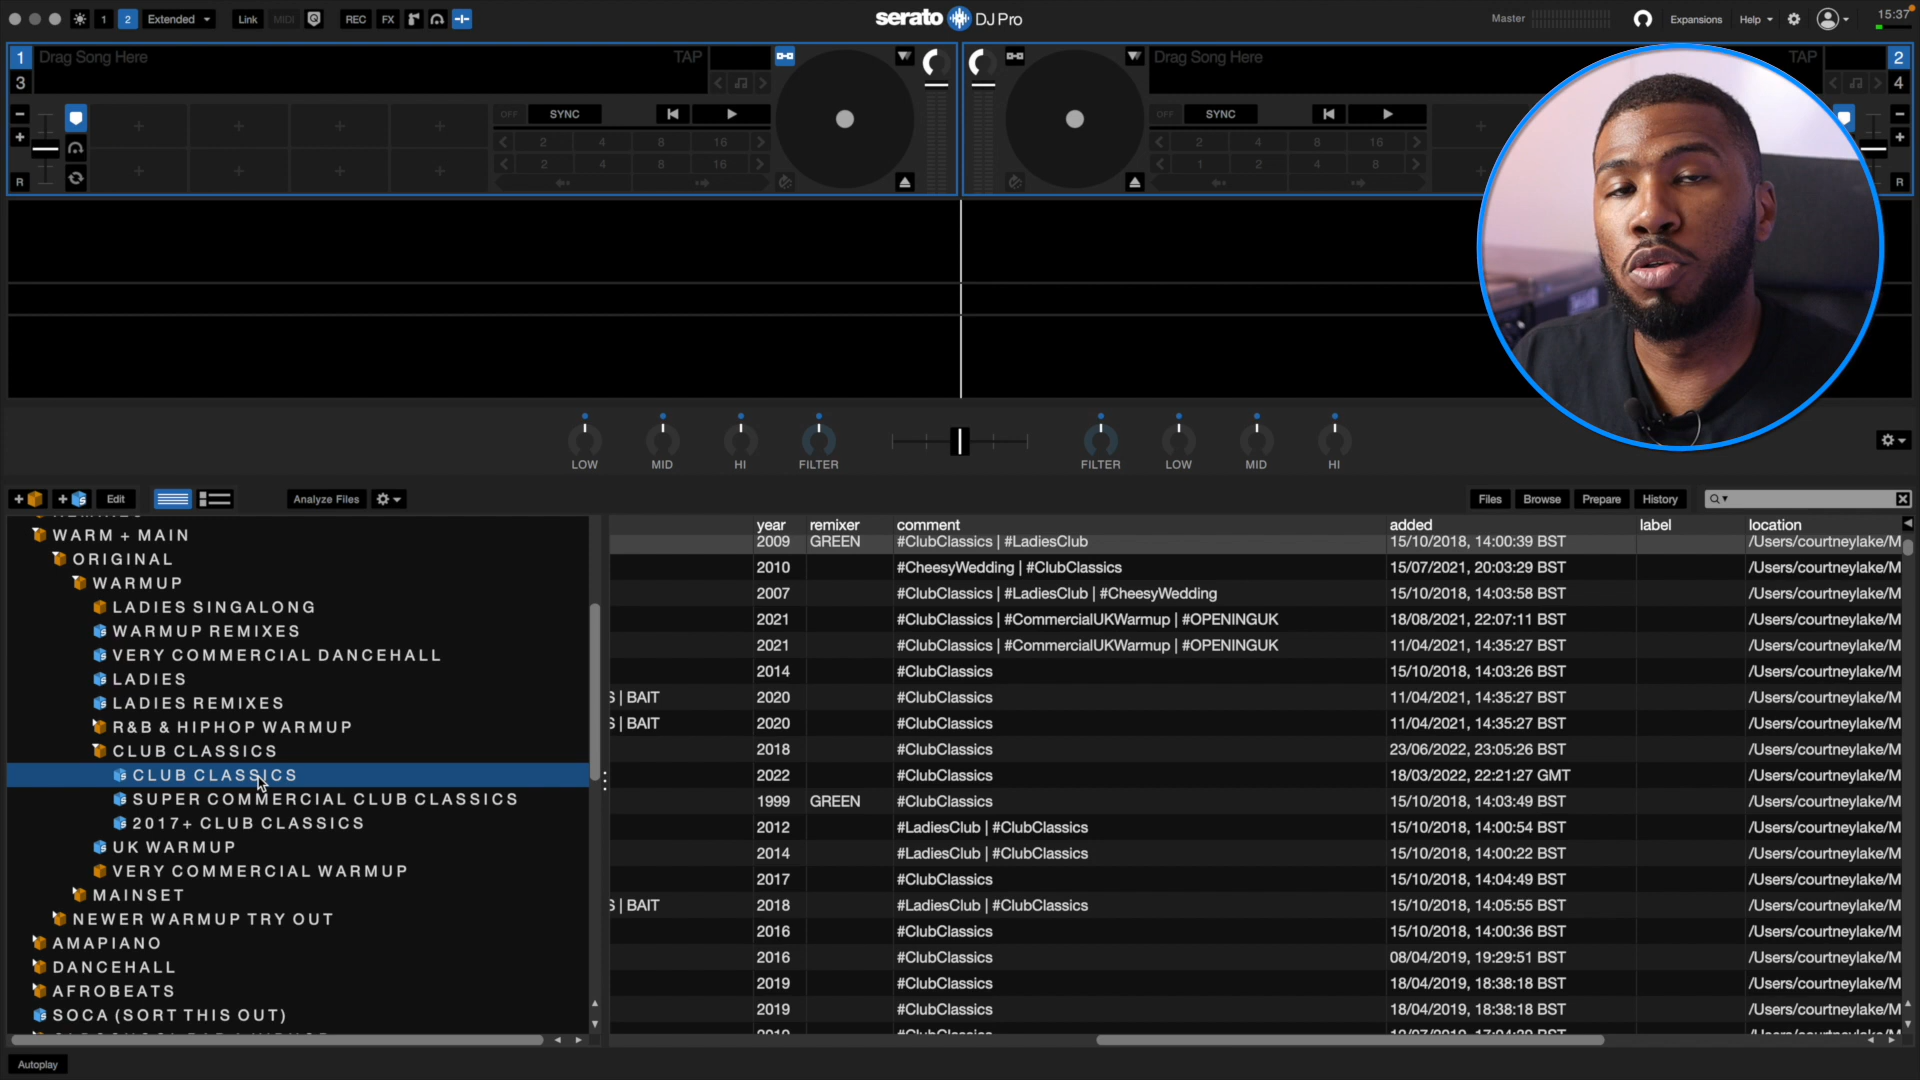 1 2 Extended Link MIDI REC FX serato DJ Pro Master Expansions Help 15:37
1 Drag Song Here TAP Drag Song Here TAP 2
3 4
OFF SYNC OFF SYNC
2 4 8 16 2 4 8 16
2 4 8 16 1 2 4 8
R R
LOW MID HI FILTER FILTER LOW MID HI
Edit Analyze Files Files Browse Prepare History
WARM + MAIN
ORIGINAL
WARMUP
LADIES SINGALONG
WARMUP REMIXES
VERY COMMERCIAL DANCEHALL
LADIES
LADIES REMIXES
R&B & HIPHOP WARMUP
CLUB CLASSICS
CLUB CLASSICS
SUPER COMMERCIAL CLUB CLASSICS
2017+ CLUB CLASSICS
UK WARMUP
VERY COMMERCIAL WARMUP
MAINSET
NEWER WARMUP TRY OUT
AMAPIANO
DANCEHALL
AFROBEATS
SOCA (SORT THIS OUT)
year remixer comment added label location
2009 GREEN #ClubClassics | #LadiesClub 15/10/2018, 14:00:39 BST /Users/courtneylake/M
2010 #CheesyWedding | #ClubClassics 15/07/2021, 20:03:29 BST /Users/courtneylake/M
2007 #ClubClassics | #LadiesClub | #CheesyWedding 15/10/2018, 14:03:58 BST /Users/courtneylake/M
2021 #ClubClassics | #CommercialUKWarmup | #OPENINGUK 18/08/2021, 22:07:11 BST /Users/courtneylake/M
2021 #ClubClassics | #CommercialUKWarmup | #OPENINGUK 11/04/2021, 14:35:27 BST /Users/courtneylake/M
2014 #ClubClassics 15/10/2018, 14:03:26 BST /Users/courtneylake/M
S | BAIT 2020 #ClubClassics 11/04/2021, 14:35:27 BST /Users/courtneylake/M
S | BAIT 2020 #ClubClassics 11/04/2021, 14:35:27 BST /Users/courtneylake/M
2018 #ClubClassics 23/06/2022, 23:05:26 BST /Users/courtneylake/M
2022 #ClubClassics 18/03/2022, 22:21:27 GMT /Users/courtneylake/M
1999 GREEN #ClubClassics 15/10/2018, 14:03:49 BST /Users/courtneylake/M
2012 #LadiesClub | #ClubClassics 15/10/2018, 14:00:54 BST /Users/courtneylake/M
2014 #LadiesClub | #ClubClassics 15/10/2018, 14:00:22 BST /Users/courtneylake/M
2017 #ClubClassics 15/10/2018, 14:04:49 BST /Users/courtneylake/M
S | BAIT 2018 #LadiesClub | #ClubClassics 15/10/2018, 14:05:55 BST /Users/courtneylake/M
2016 #ClubClassics 15/10/2018, 14:00:36 BST /Users/courtneylake/M
2016 #ClubClassics 08/04/2019, 19:29:51 BST /Users/courtneylake/M
2019 #ClubClassics 18/04/2019, 18:38:18 BST /Users/courtneylake/M
2019 #ClubClassics 18/04/2019, 18:38:18 BST /Users/courtneylake/M
Autoplay